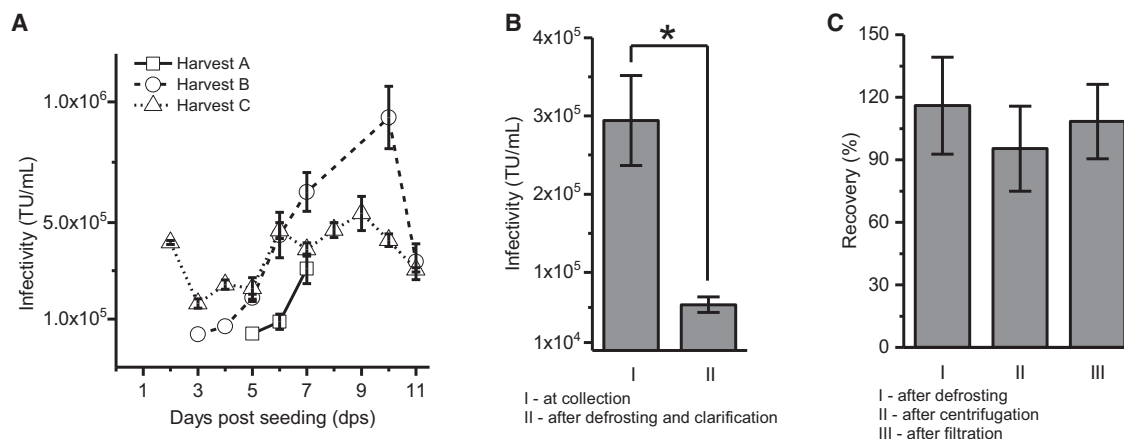 A
Harvest A
Harvest B
Harvest C
1.0x10⁶
5.0x10⁵
1.0x10⁵
Infectivity (TU/mL)
1 3 5 7 9 11
Days post seeding (dps)
B
*
4x10⁵
3x10⁵
2x10⁵
1x10⁵
1x10⁴
Infectivity (TU/mL)
I II
I - at collection
II - after defrosting and clarification
C
150
120
90
60
30
0
Recovery (%)
I II III
I - after defrosting
II - after centrifugation
III - after filtration